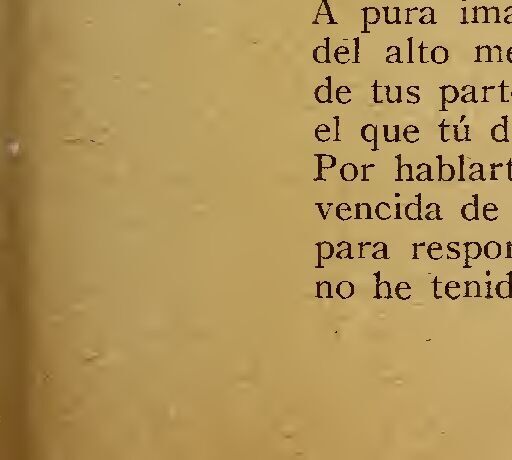 A pura ima
del alto me
de tus part
el que tú d
Por hablart
vencida de
para respon
no he tenid